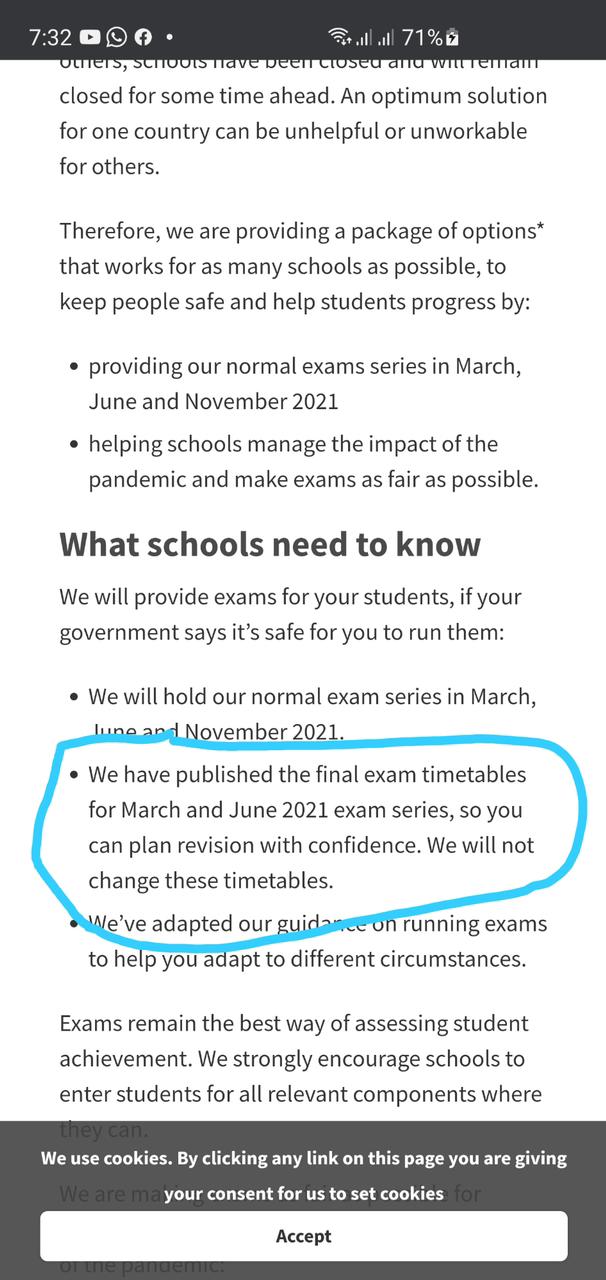 7:32 71%
others, schools have been closed and will remain
closed for some time ahead. An optimum solution
for one country can be unhelpful or unworkable
for others.
Therefore, we are providing a package of options*
that works for as many schools as possible, to
keep people safe and help students progress by:
• providing our normal exams series in March,
June and November 2021
• helping schools manage the impact of the
pandemic and make exams as fair as possible.
What schools need to know
We will provide exams for your students, if your
government says it’s safe for you to run them:
• We will hold our normal exam series in March,
June and November 2021.
• We have published the final exam timetables
for March and June 2021 exam series, so you
can plan revision with confidence. We will not
change these timetables.
• We’ve adapted our guidance on running exams
to help you adapt to different circumstances.
Exams remain the best way of assessing student
achievement. We strongly encourage schools to
enter students for all relevant components where
they can.
We use cookies. By clicking any link on this page you are giving
your consent for us to set cookies
We are for
Accept
of the pandemic: